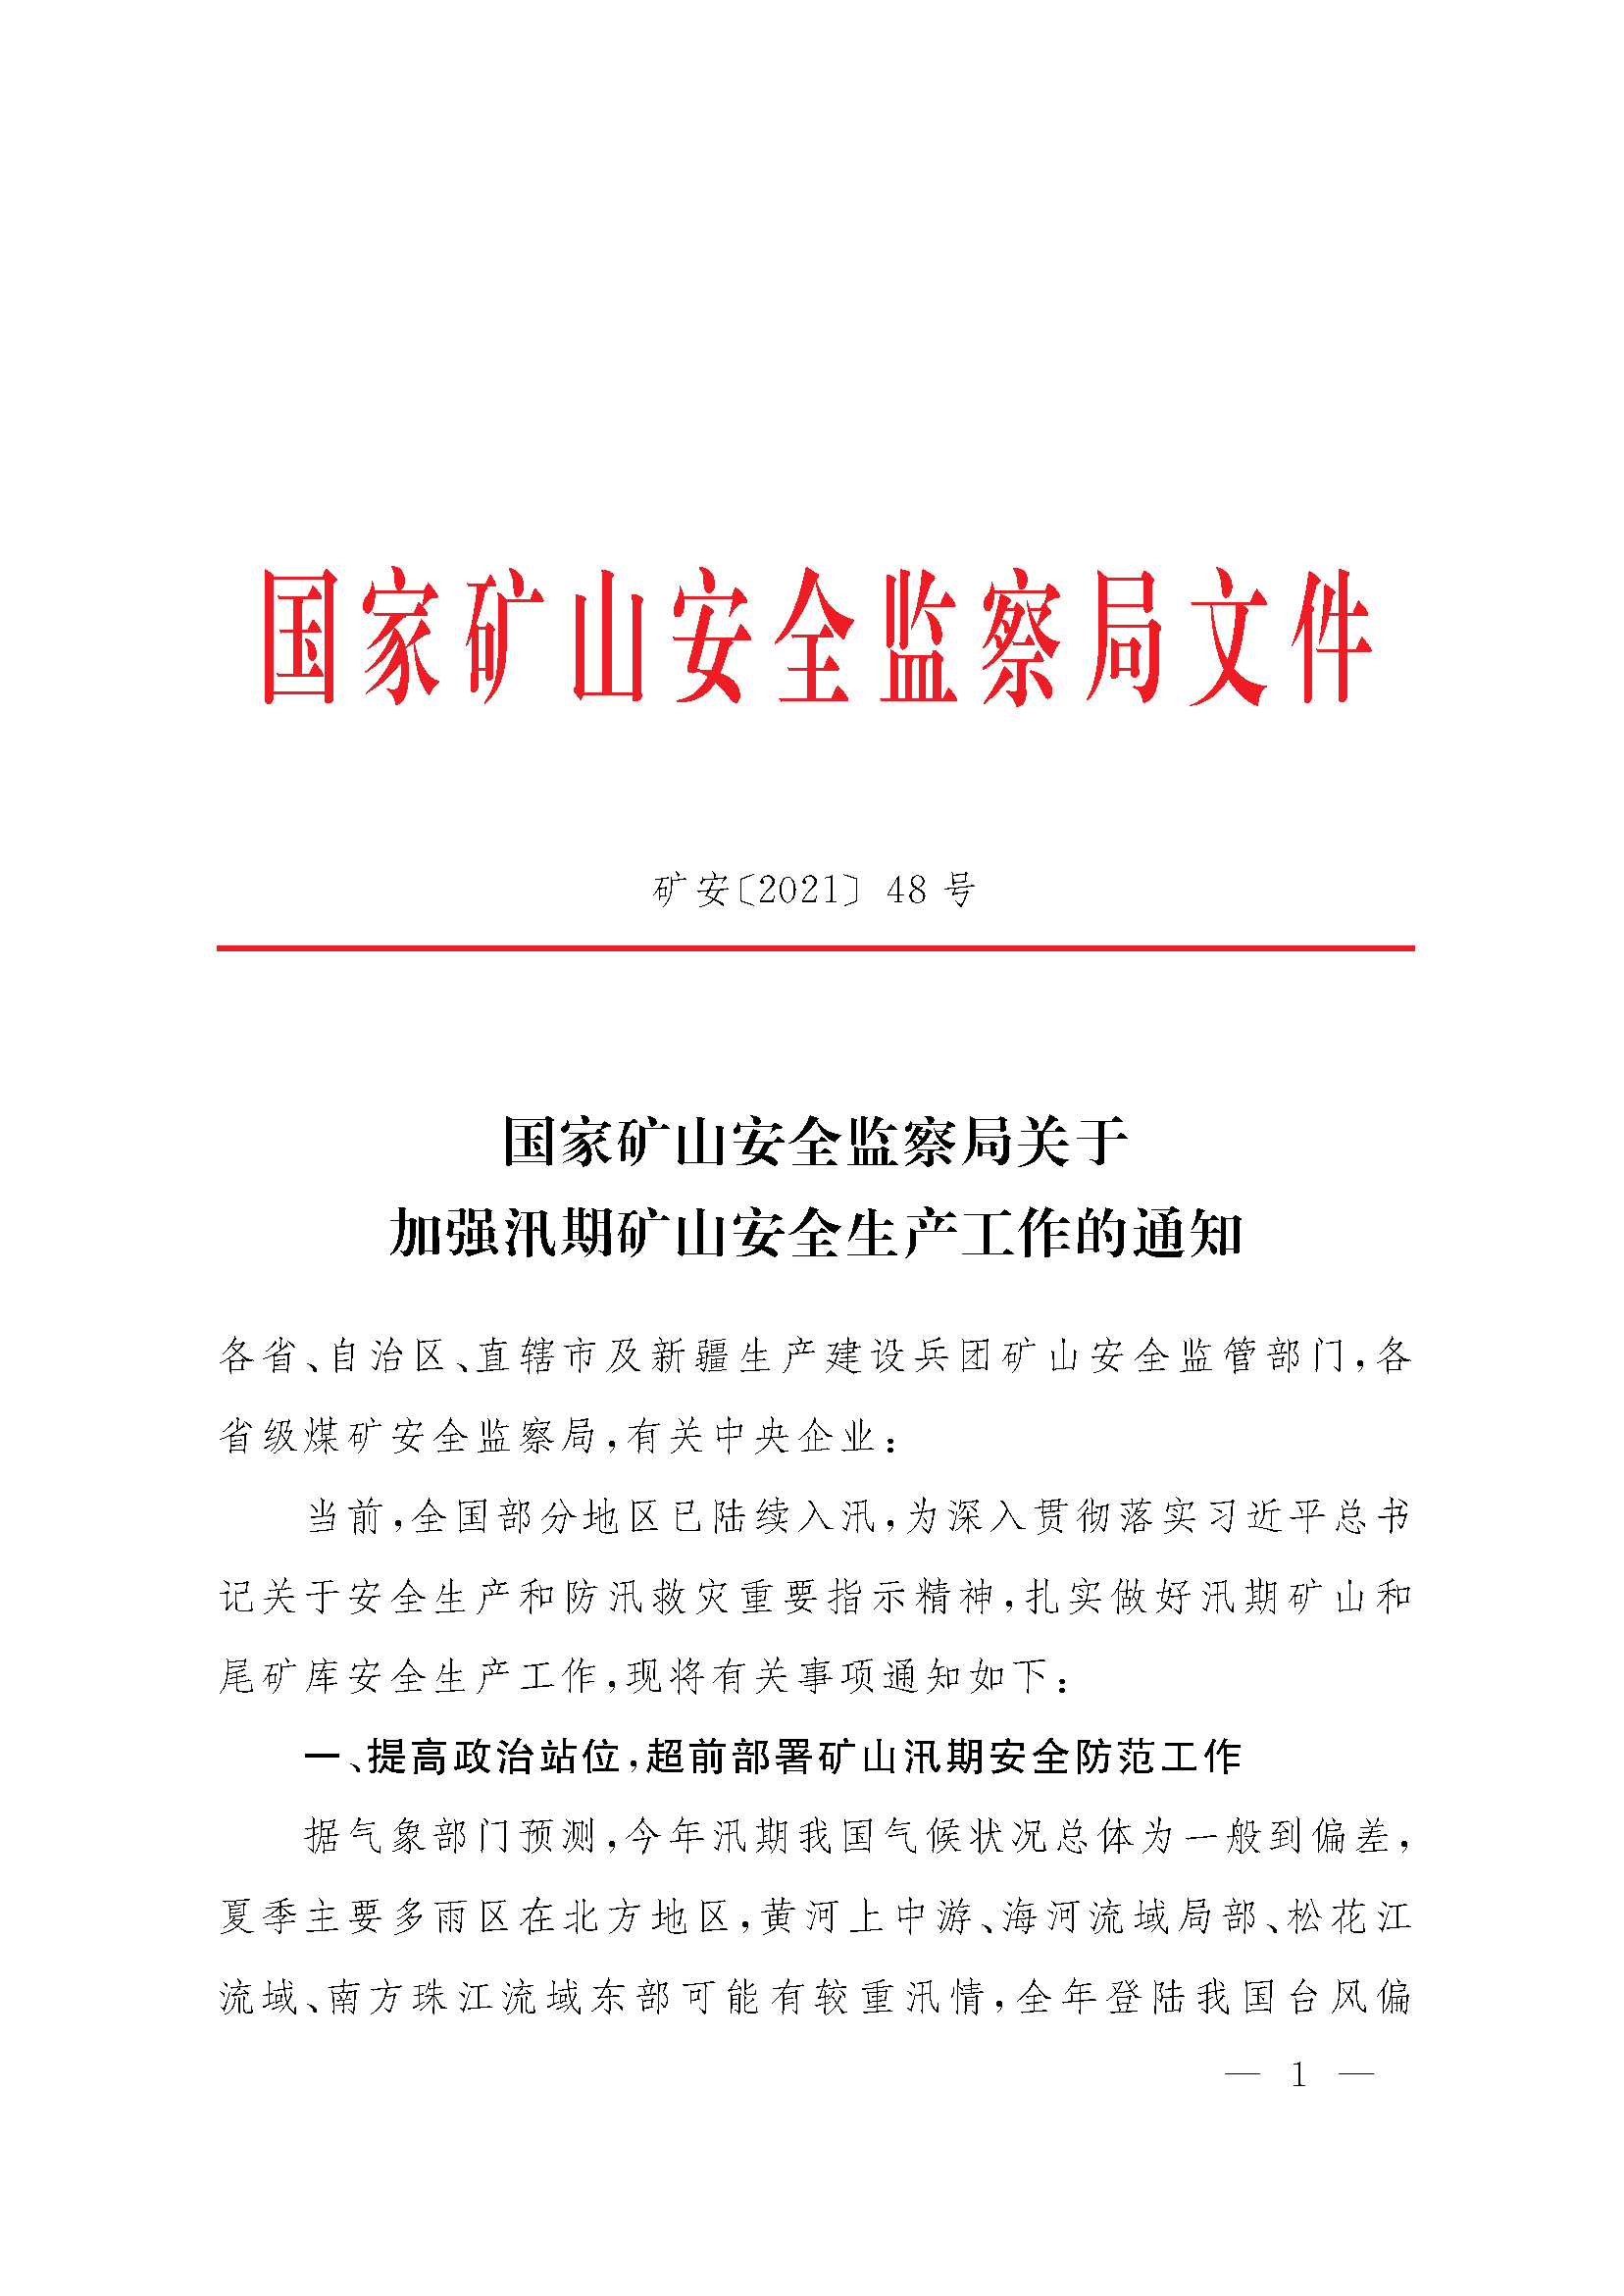 国家矿山安全监察局文件
矿安〔2021〕48号
国家矿山安全监察局关于
加强汛期矿山安全生产工作的通知
各省、自治区、直辖市及新疆生产建设兵团矿山安全监管部门,各
省级煤矿安全监察局,有关中央企业:
当前,全国部分地区已陆续入汛,为深入贯彻落实习近平总书
记关于安全生产和防汛救灾重要指示精神,扎实做好汛期矿山和
尾矿库安全生产工作,现将有关事项通知如下:
一、提高政治站位,超前部署矿山汛期安全防范工作
据气象部门预测,今年汛期我国气候状况总体为一般到偏差,
夏季主要多雨区在北方地区,黄河上中游、海河流域局部、松花江
流域、南方珠江流域东部可能有较重汛情,全年登陆我国台风偏
— 1 —